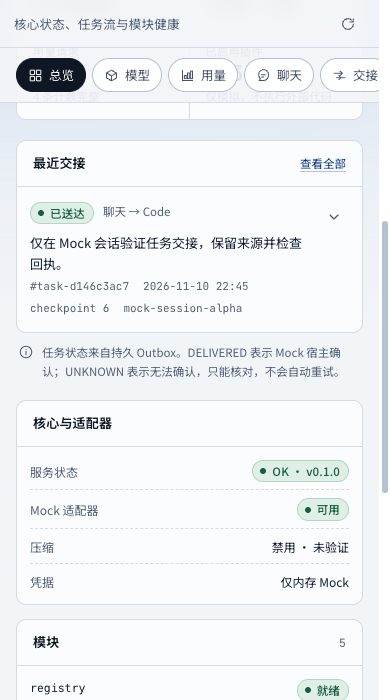 核心状态、任务流与模块健康
总览 模型 用量 聊天 交接
最近交接 查看全部
已送达 聊天 → Code
仅在 Mock 会话验证任务交接，保留来源并检查
回执。
#task-d146c3ac7 2026-11-10 22:45
checkpoint 6 mock-session-alpha
任务状态来自持久 Outbox。DELIVERED 表示 Mock 宿主确
认；UNKNOWN 表示无法确认，只能核对，不会自动重试。
核心与适配器
服务状态 OK · v0.1.0
Mock 适配器 可用
压缩 禁用 · 未验证
凭据 仅内存 Mock
模块 5
registry 就绪